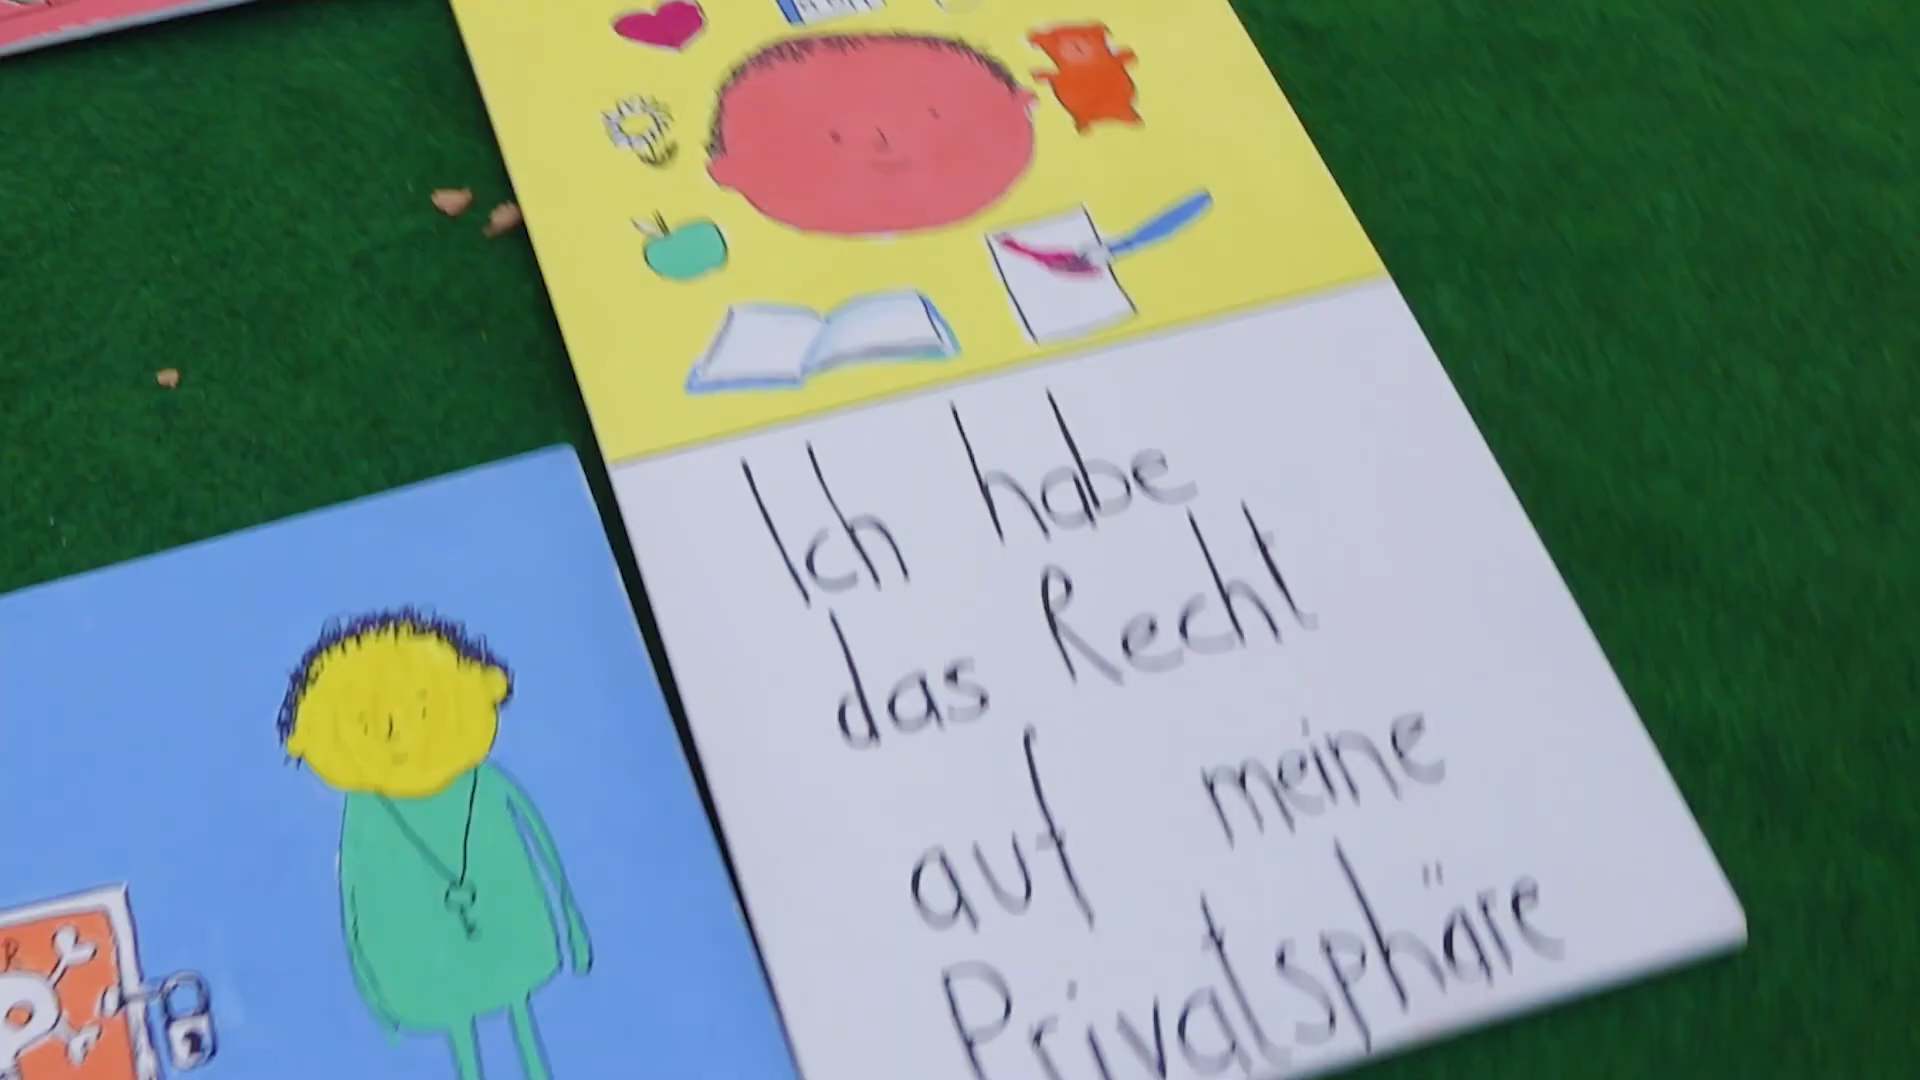 Ich habe
das Recht
auf meine
Privatsphäre